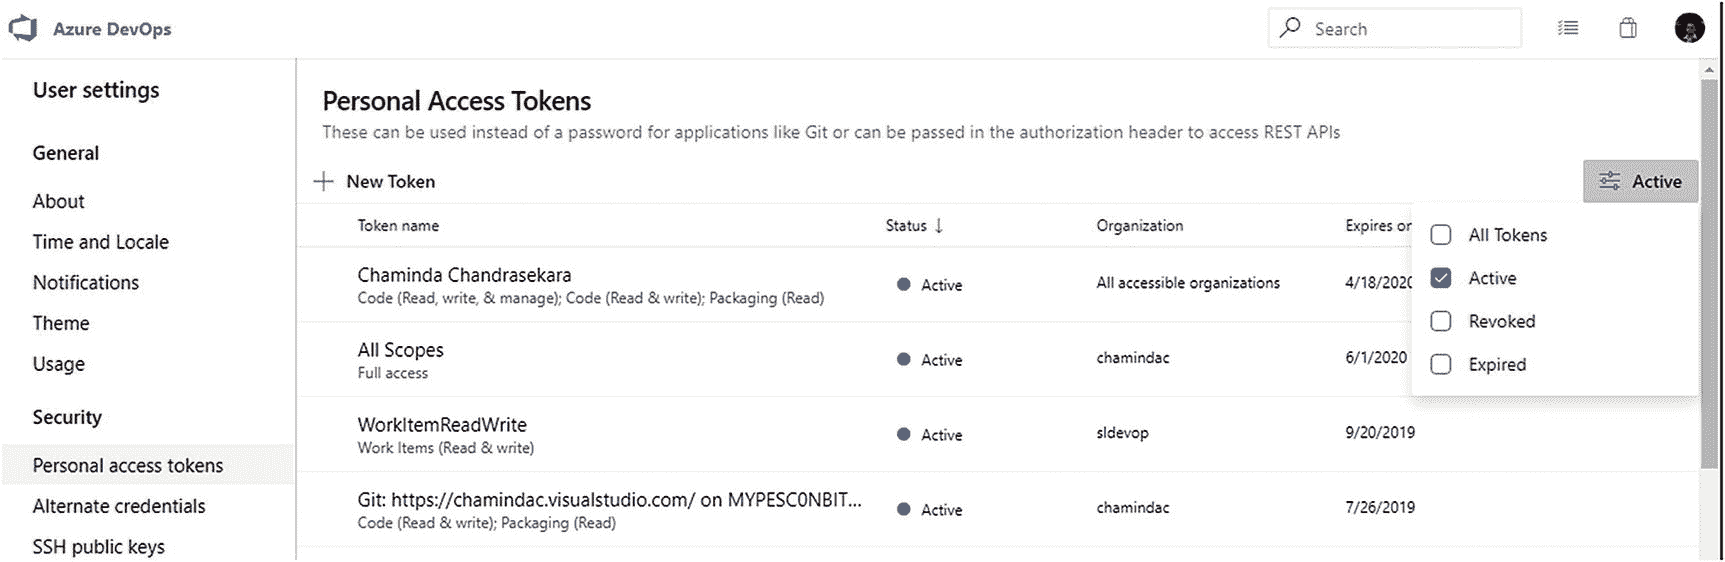 Azure DevOps
Search
User settings
General
About
Time and Locale
Notifications
Theme
Usage
Security
Personal access tokens
Alternate credentials
SSH public keys
Personal Access Tokens
These can be used instead of a password for applications like Git or can be passed in the authorization header to access REST APIs
New Token
Active
Token name Status ↓ Organization Expires or
Chaminda Chandrasekara
Code (Read, write, & manage); Code (Read & write); Packaging (Read)
Active
All accessible organizations
4/18/2020
All Scopes
Full access
Active
chamindac
6/1/2020
WorkItemReadWrite
Work Items (Read & write)
Active
sldevop
9/20/2019
Git: https://chamindac.visualstudio.com/ on MYPESC0NBIT...
Code (Read & write); Packaging (Read)
Active
chamindac
7/26/2019
All Tokens
Active
Revoked
Expired